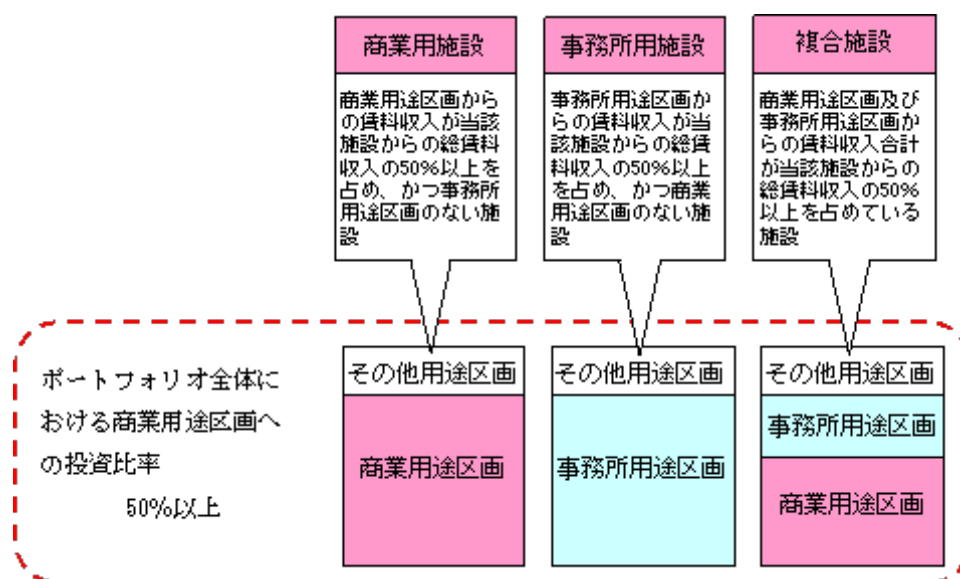 商業用施設
商業用途区画から
の賃料収入が当該
施設からの総賃料
収入の50%以上を
占め、かつ事務所
用途区画のない施
設
事務所用施設
事務所用途区画か
らの賃料収入が当
該施設からの総賃
料収入の50%以上
を占め、かつ商業
用途区画のない施
設
複合施設
商業用途区画及び
事務所用途区画か
らの賃料収入合計
が当該施設からの
総賃料収入の50%
以上を占めている
施設
ポートフォリオ全体に
おける商業用途区画へ
の投資比率
50%以上
その他用途区画
商業用途区画
その他用途区画
事務所用途区画
その他用途区画
事務所用途区画
商業用途区画